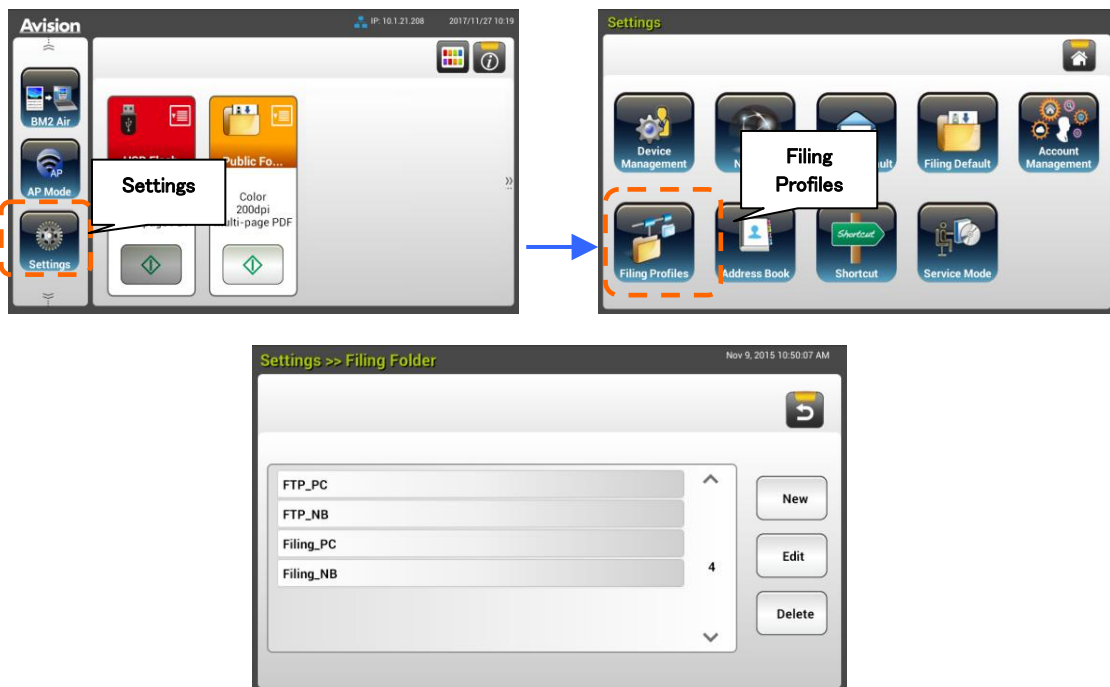 Avision
IP: 10.1.21.208 2017/11/27 10:19
BM2 Air
AP Mode
Settings
Public Fo...
Color
200dpi
Multi-page PDF
Settings
Settings
Device
Management
Filing Default
Account
Management
Filing
Profiles
Filing Profiles
Address Book
Shortcut
Shortcut
Service Mode
Settings >> Filing Folder
Nov 9, 2015 10:50:07 AM
FTP_PC
FTP_NB
Filing_PC
Filing_NB
4
New
Edit
Delete